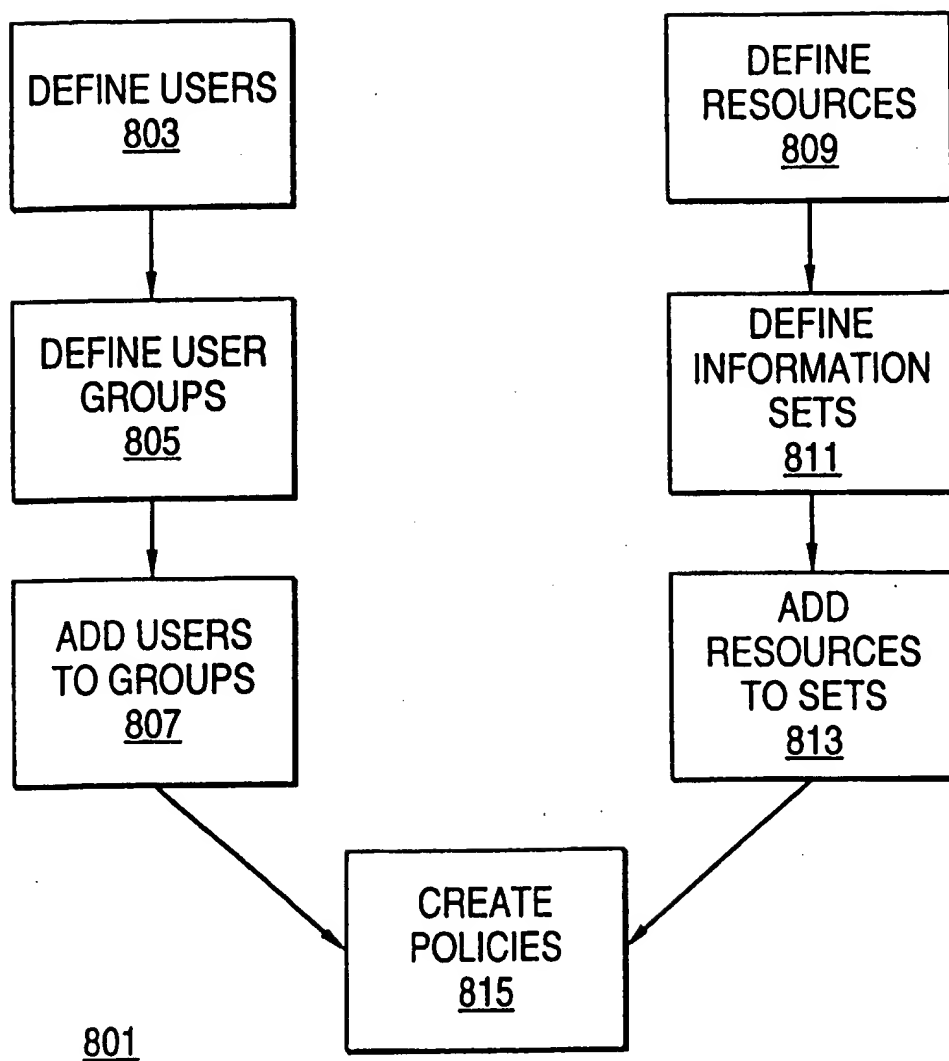 DEFINE USERS
803
DEFINE USER
GROUPS
805
ADD USERS
TO GROUPS
807
DEFINE
RESOURCES
809
DEFINE
INFORMATION
SETS
811
ADD
RESOURCES
TO SETS
813
CREATE
POLICIES
815
801